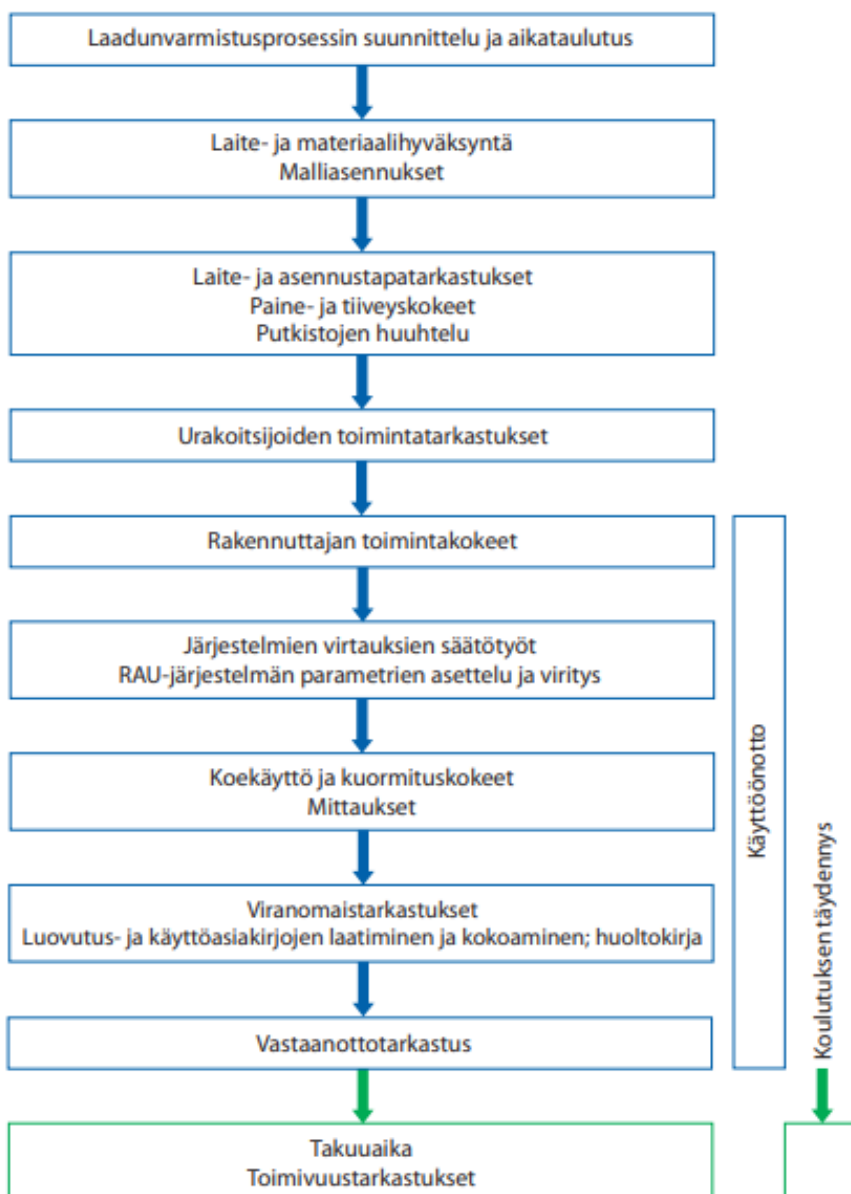 Laadunvarmistusprosessin suunnittelu ja aikataulutus
Laite- ja materiaalihyväksyntä
Malliasennukset
Laite- ja asennustapatarkastukset
Paine- ja tiiveyskokeet
Putkistojen huuhtelu
Urakoitsijoiden toimintatarkastukset
Rakennuttajan toimintakokeet
Järjestelmien virtauksien säätötyöt
RAU-järjestelmän parametrien asettelu ja viritys
Koekäyttö ja kuormituskokeet
Mittaukset
Viranomaistarkastukset
Luovutus- ja käyttöasiakirjojen laatiminen ja kokoaminen; huoltokirja
Vastaanottotarkastus
Käyttöönotto
Koulutuksen täydennys
Takuuaika
Toimivuustarkastukset